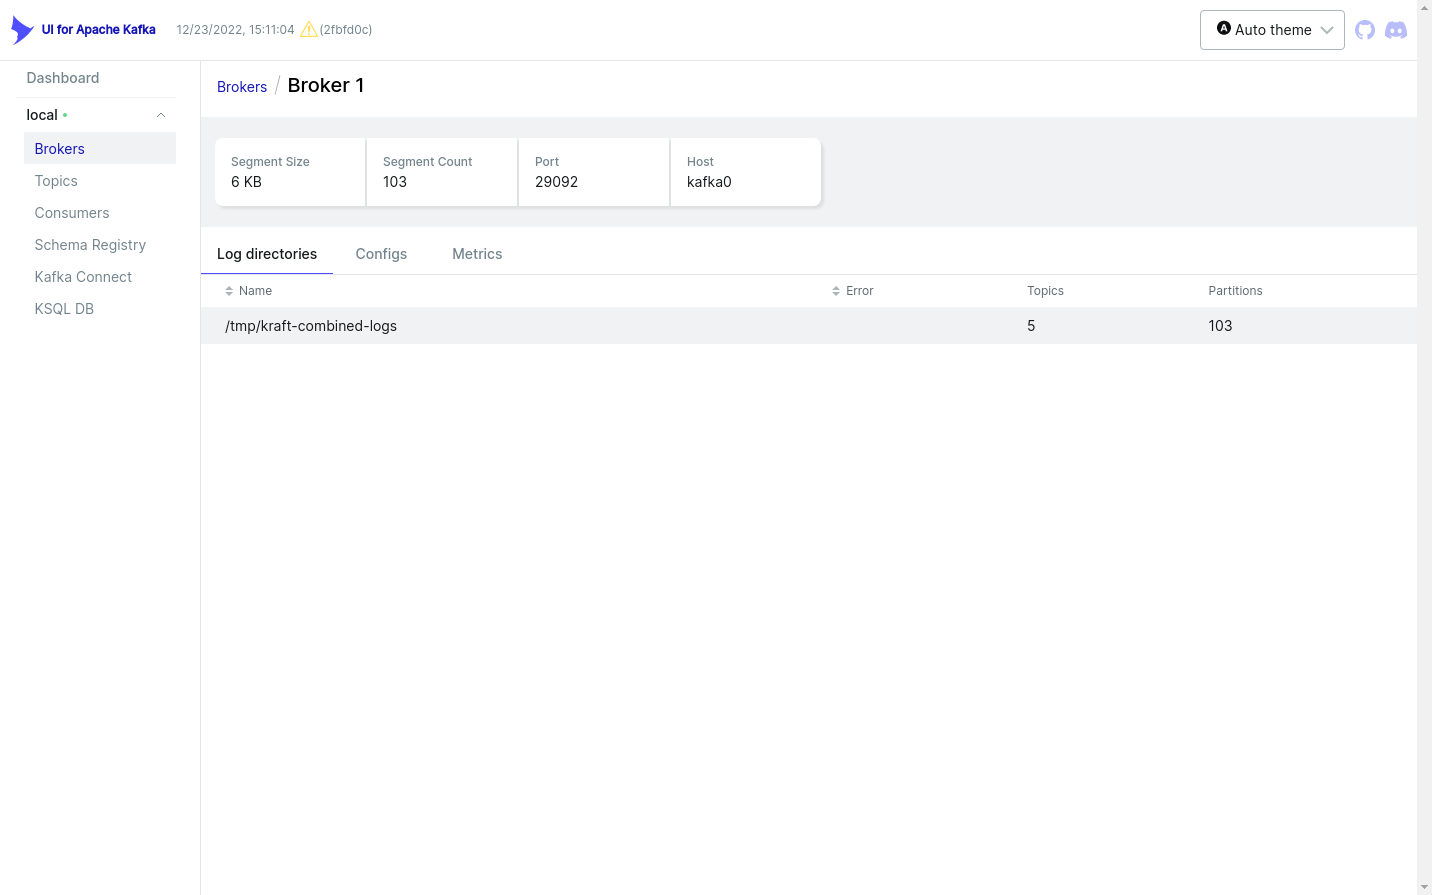 UI for Apache Kafka 12/23/2022, 15:11:04 (2fbfd0c) Auto theme
Dashboard
local
Brokers
Topics
Consumers
Schema Registry
Kafka Connect
KSQL DB
Brokers / Broker 1
Segment Size Segment Count Port Host
6 KB 103 29092 kafka0
Log directories Configs Metrics
Name Error Topics Partitions
/tmp/kraft-combined-logs 5 103